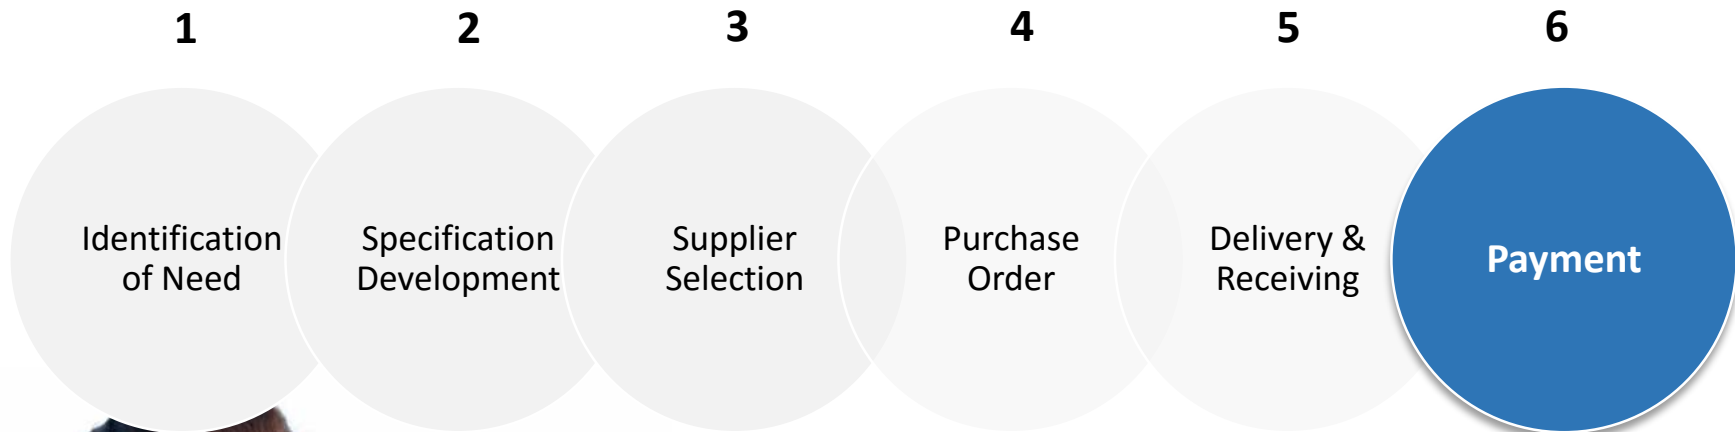 1 2 3 4 5 6
Identification
of Need
Specification
Development
Supplier
Selection
Purchase
Order
Delivery &
Receiving
Payment